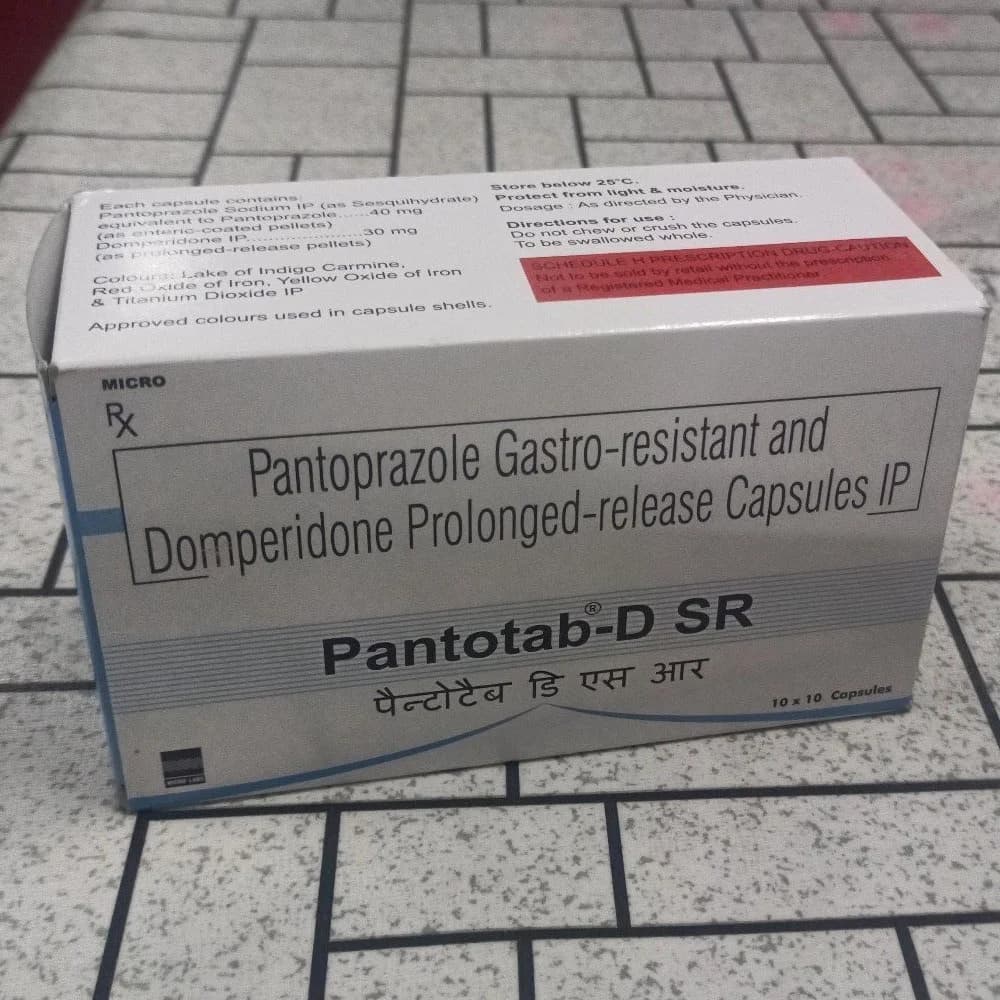 Each capsule contains:
Pantoprazole Sodium IP (as Sesquihydrate)
equivalent to Pantoprazole......40 mg
(as enteric-coated pellets)
Domperidone IP......................30 mg
(as prolonged-release pellets)
Colours: Lake of Indigo Carmine,
Red Oxide of Iron, Yellow Oxide of Iron
& Titanium Dioxide IP
Approved colours used in capsule shells.
Store below 25°C.
Protect from light & moisture.
Dosage : As directed by the Physician.
Directions for use :
Do not chew or crush the capsules.
To be swallowed whole.
SCHEDULE H PRESCRIPTION DRUG-CAUTION
Not to be sold by retail without the prescription
of a Registered Medical Practitioner
MICRO
Rx
Pantoprazole Gastro-resistant and
Domperidone Prolonged-release Capsules IP
Pantotab®-D SR
पैन्टोटैब डि एस आर
10 x 10 Capsules
MICRO LABS